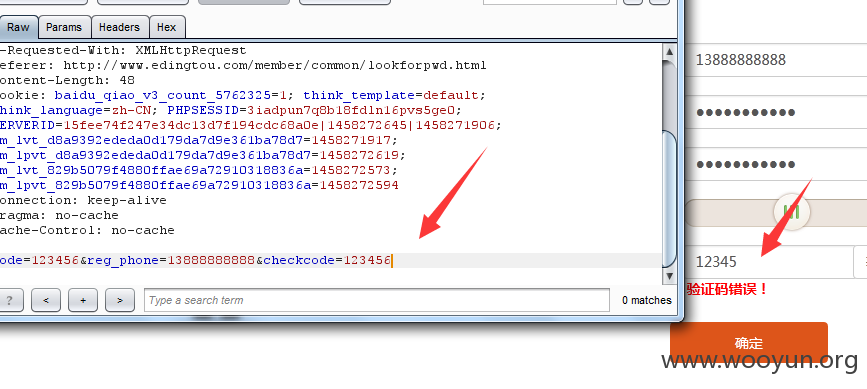 Raw Params Headers Hex
-Requested-With: XMLHttpRequest
eferer: http://www.edingtou.com/member/common/lookforpwd.html
ontent-Length: 48
ookie: baidu_qiao_v3_count_5762325=1; think_template=default;
hink_language=zh-CN; PHPSESSID=3iadpun7q8b18fdln16pvs5ge0;
ERVERID=15fee74f247e34dc13d7f194cdc68a0e|1458272645|1458271906;
m_lvt_d8a9392ededa0d179da7d9e361ba78d7=1458271917;
m_lpvt_d8a9392ededa0d179da7d9e361ba78d7=1458272619;
m_lvt_829b5079f4880ffae69a72910318836a=1458272573;
m_lpvt_829b5079f4880ffae69a72910318836a=1458272594
onnection: keep-alive
ragma: no-cache
ache-Control: no-cache
ode=123456&reg_phone=13888888888&checkcode=123456
? < + > Type a search term 0 matches
13888888888
12345
验证码错误！
确定
www.wooyun.org